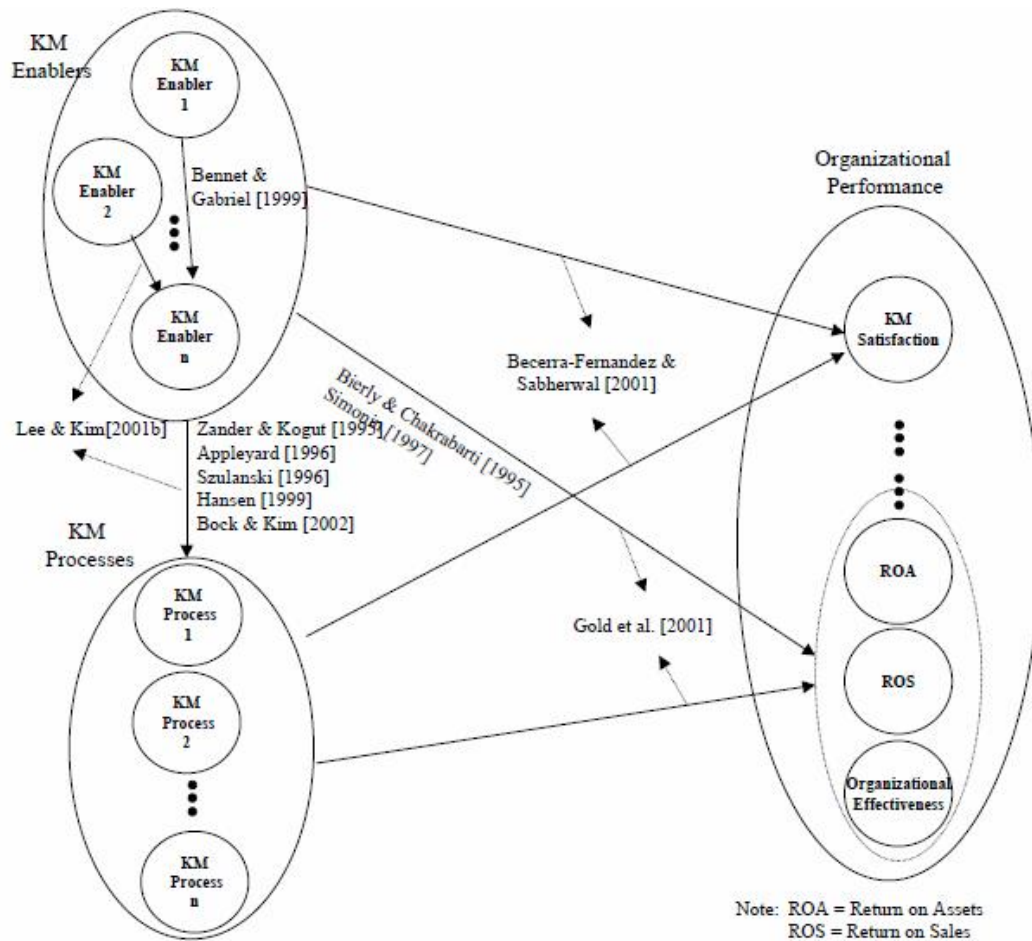 KM
Enablers
KM
Enabler
1
KM
Enabler
2
Bennet &
Gabriel [1999]
KM
Enabler
n
Organizational
Performance
KM
Satisfaction
Becerra-Fernandez &
Sabherwal [2001]
Bierly & Chakrabarti [1995]
Simonin [1997]
Lee & Kim[2001b]
Zander & Kogut [1995]
Appleyard [1996]
Szulanski [1996]
Hansen [1999]
Bock & Kim [2002]
KM
Processes
KM
Process
1
KM
Process
2
KM
Process
n
Gold et al. [2001]
ROA
ROS
Organizational
Effectiveness
Note: ROA = Return on Assets
ROS = Return on Sales